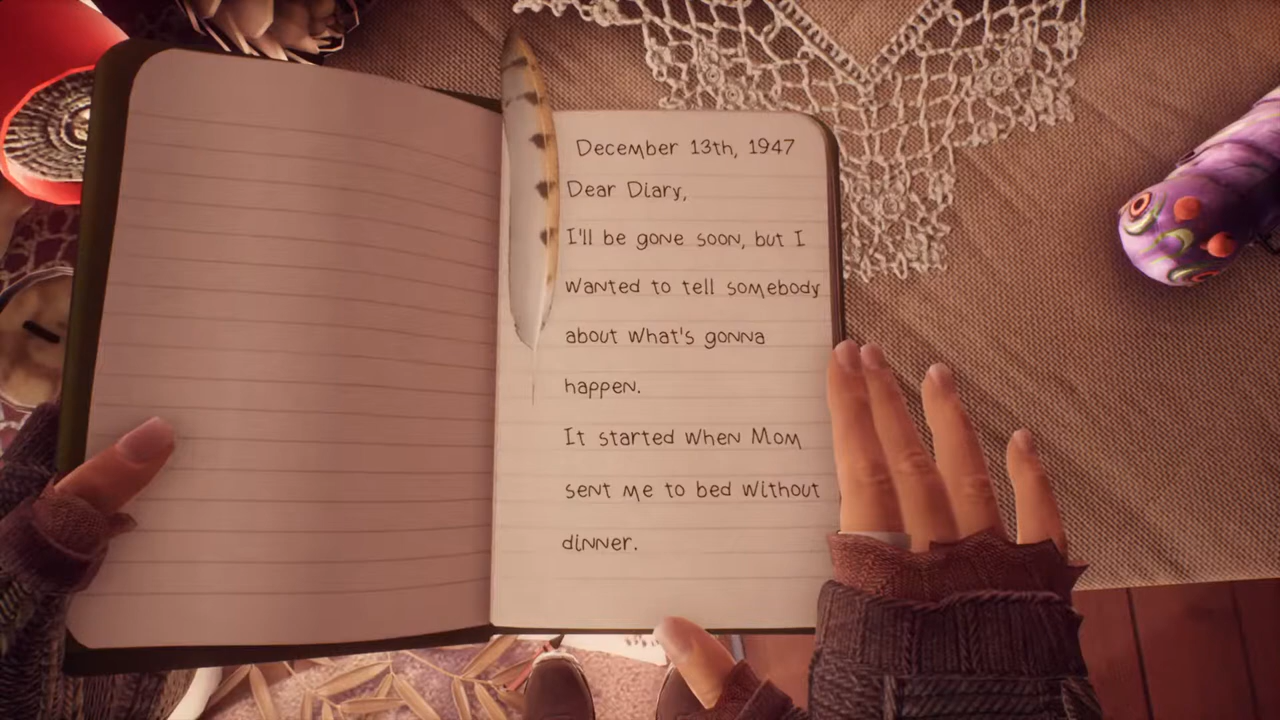 December 13th, 1947
Dear Diary,
I'll be gone soon, but I
wanted to tell somebody
about what's gonna
happen.
It started when Mom
sent me to bed without
dinner.